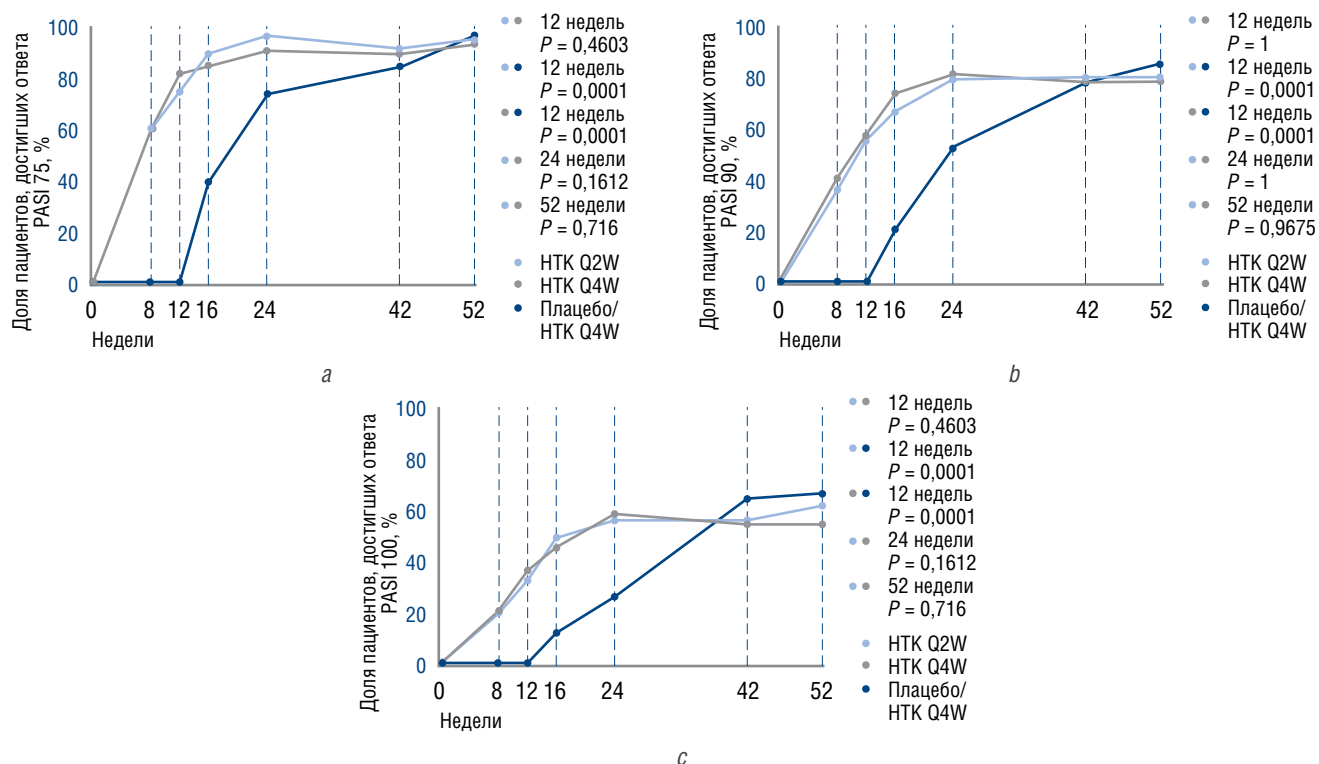 Доля пациентов, достигших ответа
PASI 75, %
100
80
60
40
20
0
0 8 12 16 24 42 52
Недели
12 недель
P = 0,4603
12 недель
P = 0,0001
12 недель
P = 0,0001
24 недели
P = 0,1612
52 недели
P = 0,716
НТК Q2W
НТК Q4W
Плацебо/
НТК Q4W
a
Доля пациентов, достигших ответа
PASI 90, %
100
80
60
40
20
0
0 8 12 16 24 42 52
Недели
12 недель
P = 1
12 недель
P = 0,0001
12 недель
P = 0,0001
24 недели
P = 1
52 недели
P = 0,9675
НТК Q2W
НТК Q4W
Плацебо/
НТК Q4W
b
Доля пациентов, достигших ответа
PASI 100, %
100
80
60
40
20
0
0 8 12 16 24 42 52
Недели
12 недель
P = 0,4603
12 недель
P = 0,0001
12 недель
P = 0,0001
24 недели
P = 0,1612
52 недели
P = 0,716
НТК Q2W
НТК Q4W
Плацебо/
НТК Q4W
c